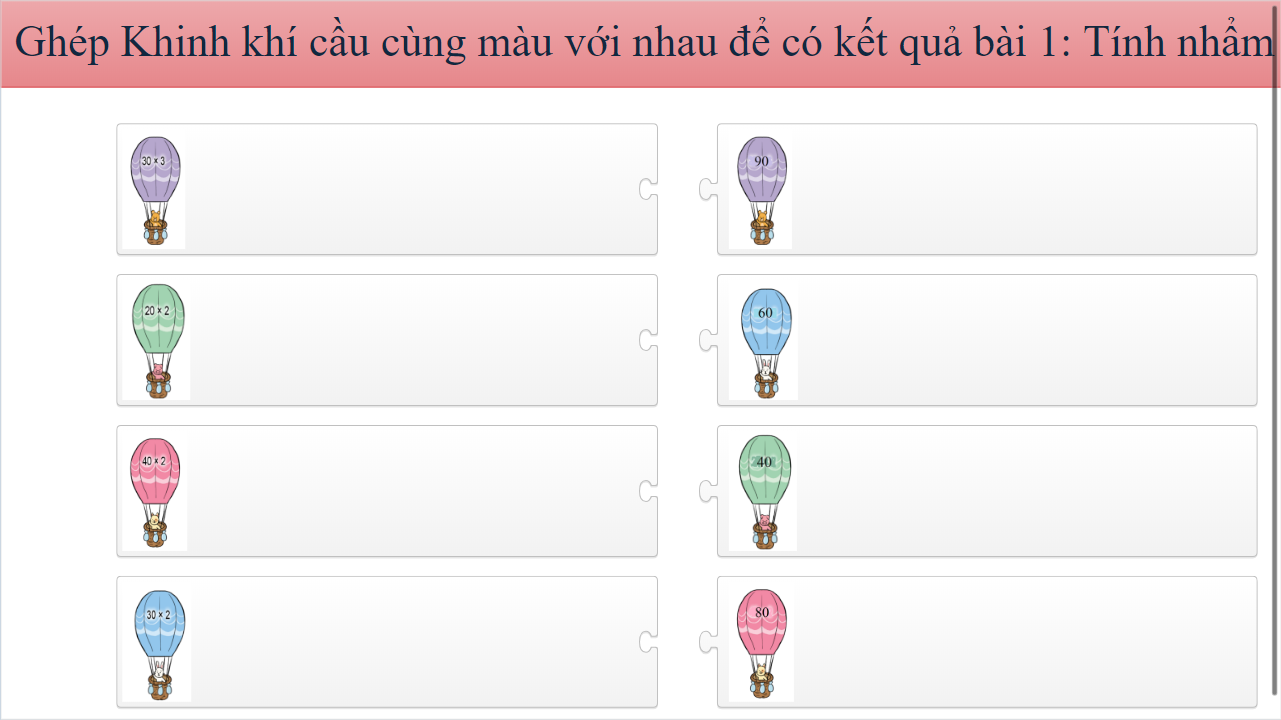 Ghép Khinh khí cầu cùng màu với nhau để có kết quả bài 1: Tính nhẩm
30 × 3
90
20 × 2
60
40 × 2
40
30 × 2
80